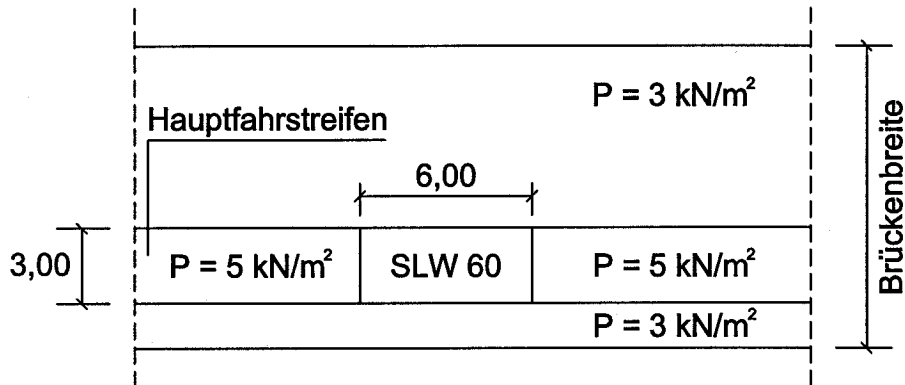 P = 3 kN/m²
Hauptfahrstreifen
6,00
3,00
P = 5 kN/m²
SLW 60
P = 5 kN/m²
P = 3 kN/m²
Brückenbreite